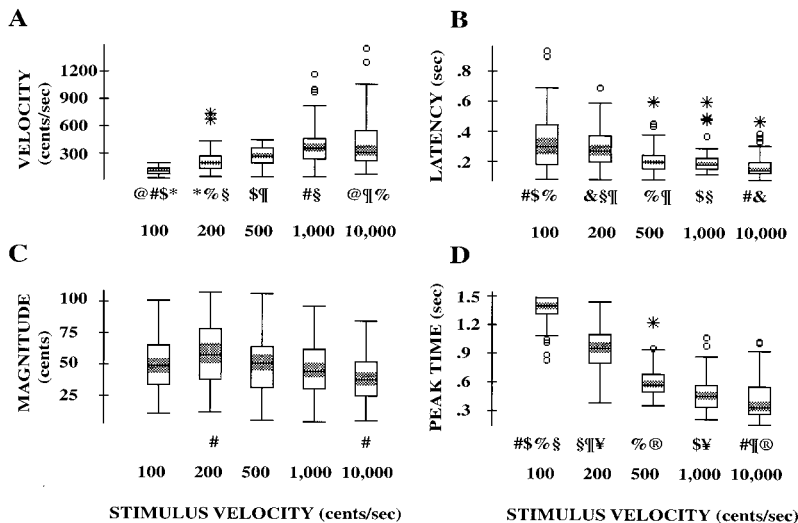 A
VELOCITY
(cents/sec)
1200
900
600
300
@#$* *%§ $¶ #§ @¶%
100 200 500 1,000 10,000
B
LATENCY (sec)
.8
.6
.4
.2
#$% &§¶ %¶ $§ #&
100 200 500 1,000 10,000
C
MAGNITUDE
(cents)
100
75
50
25
# #
100 200 500 1,000 10,000
STIMULUS VELOCITY (cents/sec)
D
PEAK TIME (sec)
1.5
1.2
.9
.6
.3
#$%§ §¶¥ %® $¥ #¶®
100 200 500 1,000 10,000
STIMULUS VELOCITY (cents/sec)